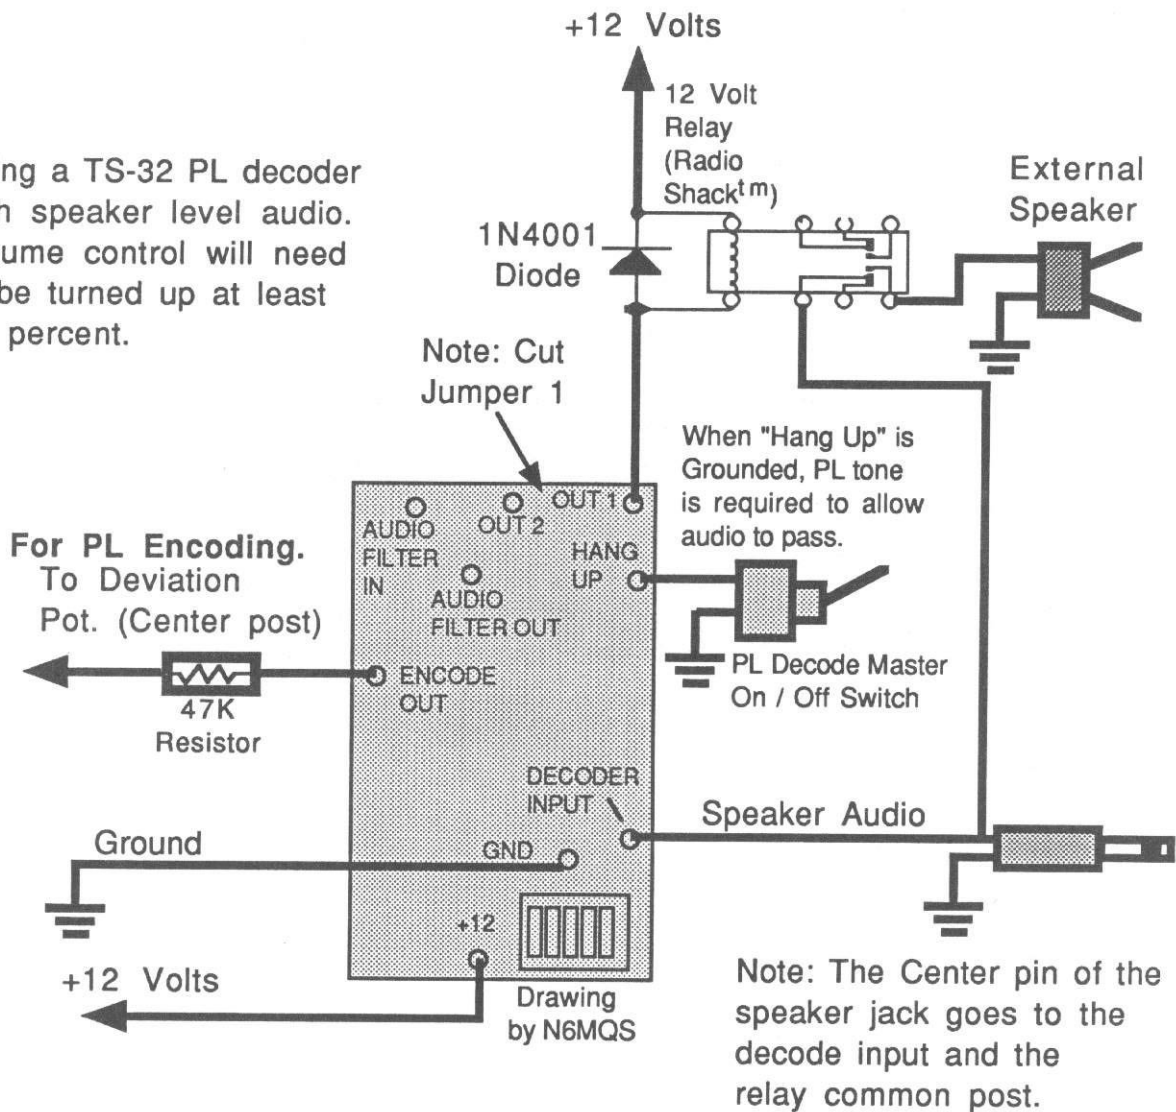 +12 Volts
12 Volt
Relay
(Radio
Shack tm)
ing a TS-32 PL decoder
speaker level audio.
ume control will need
be turned up at least
percent.
1N4001
Diode
External
Speaker
Note: Cut
Jumper 1
When "Hang Up" is
Grounded, PL tone
is required to allow
audio to pass.
OUT 1
OUT 2
AUDIO
FILTER
IN
HANG
UP
AUDIO
FILTER OUT
For PL Encoding.
To Deviation
Pot. (Center post)
ENCODE
OUT
47K
Resistor
PL Decode Master
On / Off Switch
DECODER
INPUT
Speaker Audio
Ground
GND
+12
+12 Volts
Drawing
by N6MQS
Note: The Center pin of the
speaker jack goes to the
decode input and the
relay common post.